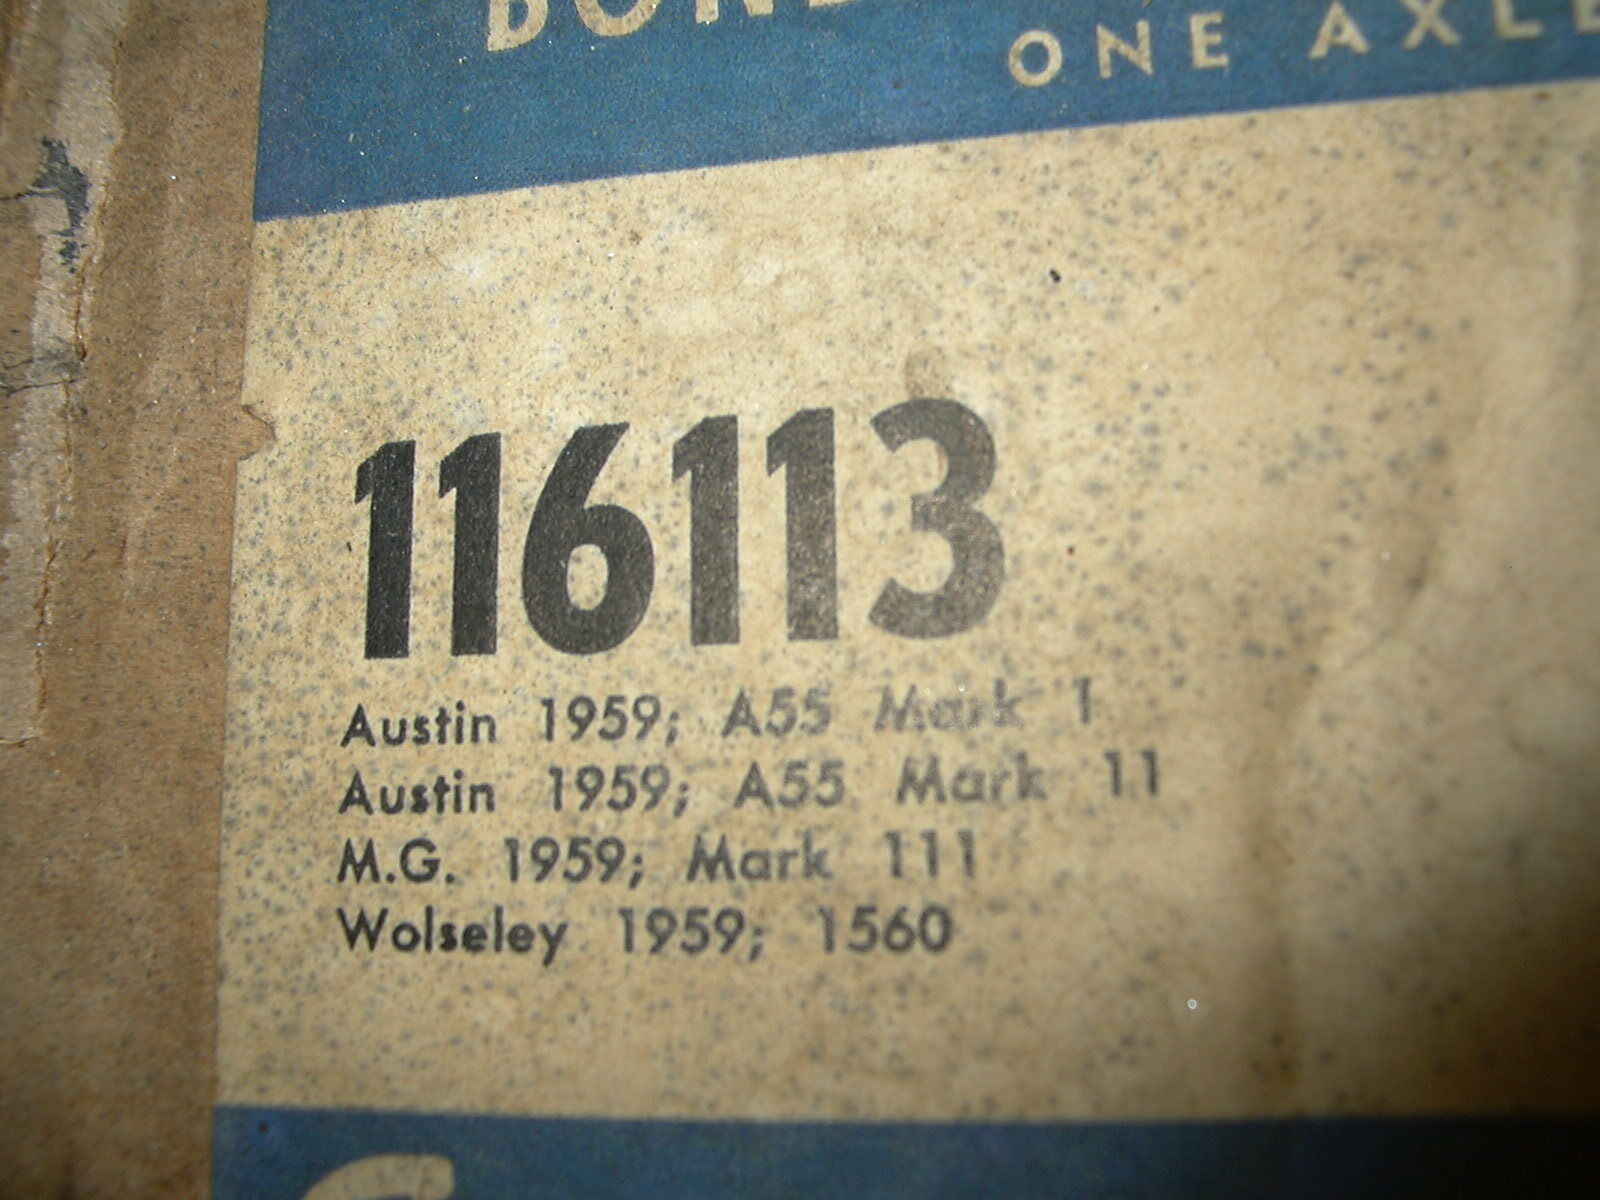 ONE AXLE
116113
Austin 1959; A55 Mark 1
Austin 1959; A55 Mark 11
M.G. 1959; Mark 111
Wolseley 1959; 1560